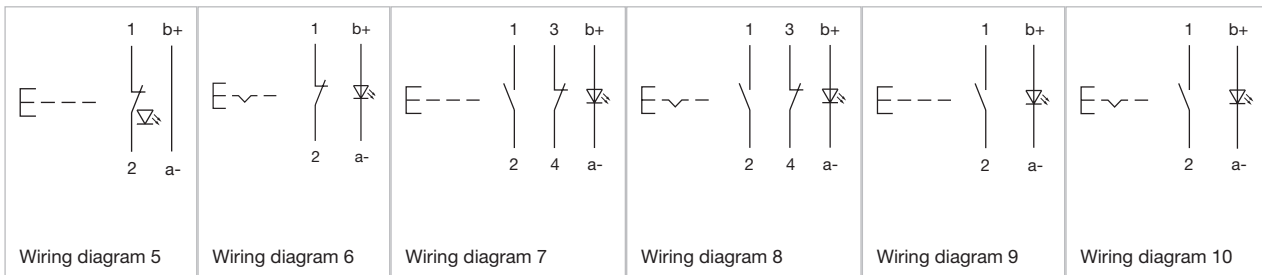 1 b+
2 a-
Wiring diagram 5
1 b+
2 a-
Wiring diagram 6
1 3 b+
2 4 a-
Wiring diagram 7
1 3 b+
2 4 a-
Wiring diagram 8
1 b+
2 a-
Wiring diagram 9
1 b+
2 a-
Wiring diagram 10